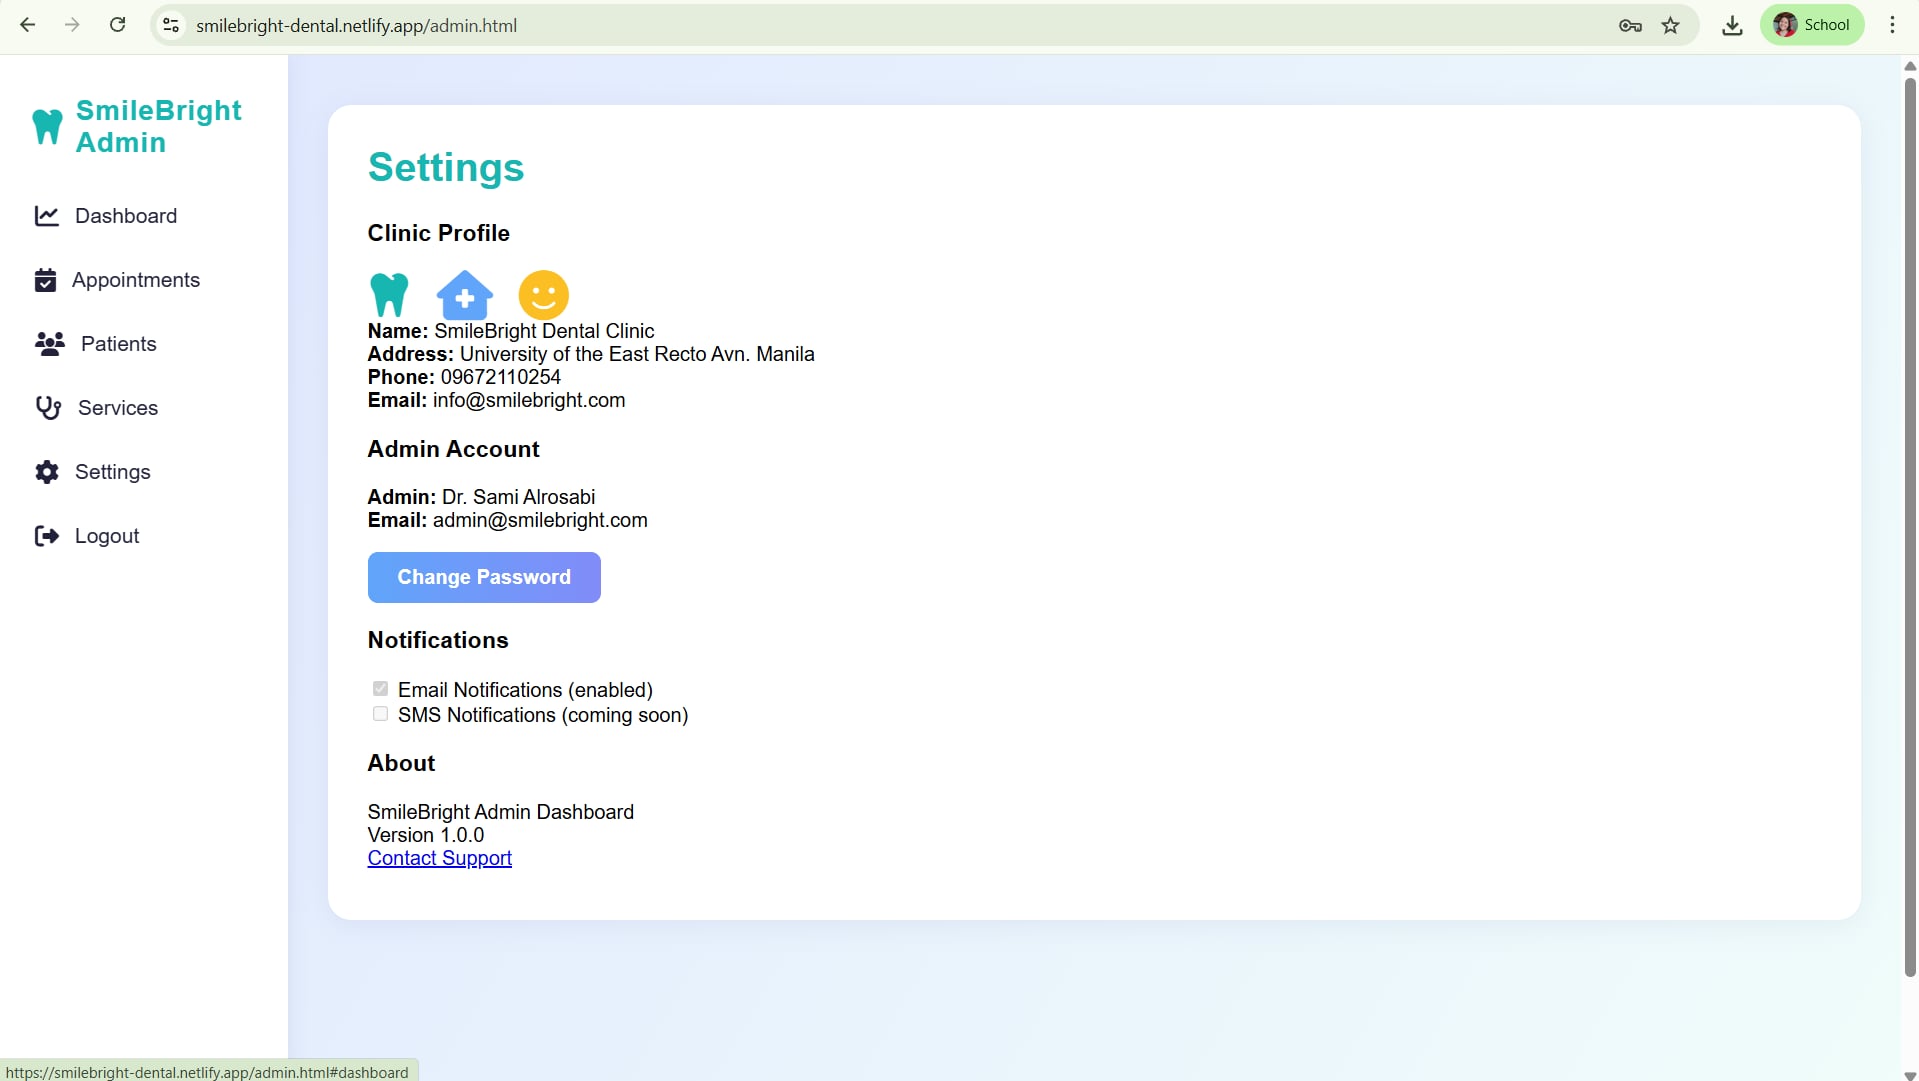 smilebright-dental.netlify.app/admin.html
School
SmileBright
Admin
Dashboard
Appointments
Patients
Services
Settings
Logout
Settings
Clinic Profile
Name: SmileBright Dental Clinic
Address: University of the East Recto Avn. Manila
Phone: 09672110254
Email: info@smilebright.com
Admin Account
Admin: Dr. Sami Alrosabi
Email: admin@smilebright.com
Change Password
Notifications
Email Notifications (enabled)
SMS Notifications (coming soon)
About
SmileBright Admin Dashboard
Version 1.0.0
Contact Support
https://smilebright-dental.netlify.app/admin.html#dashboard